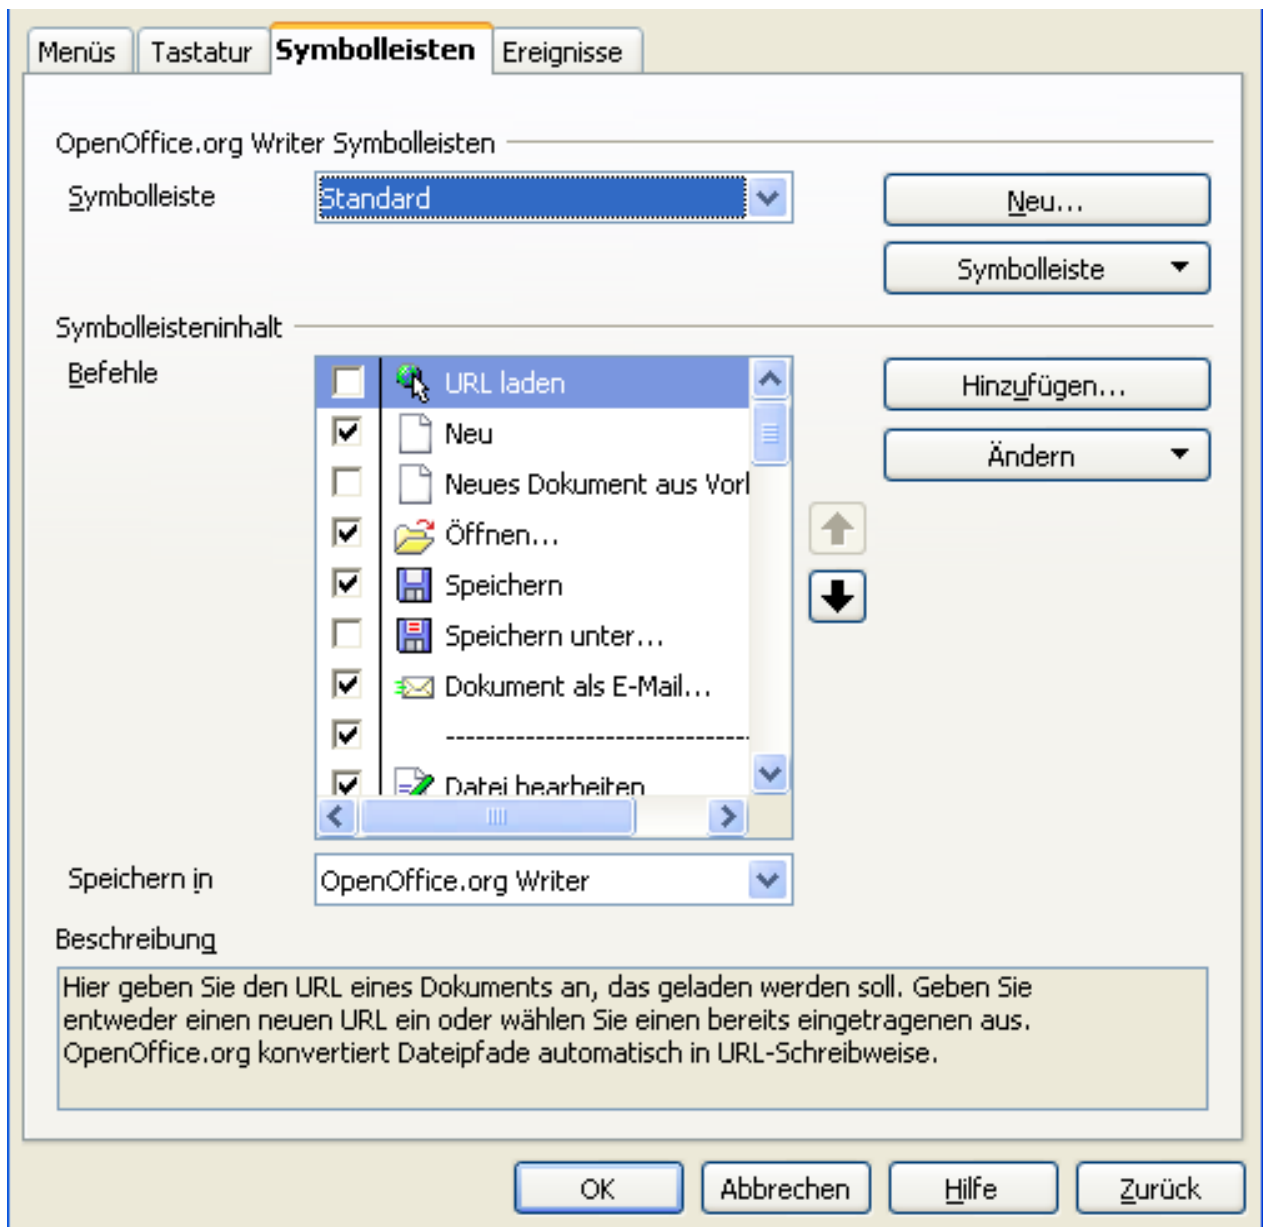 Menüs Tastatur Symbolleisten Ereignisse
OpenOffice.org Writer Symbolleisten
Symbolleiste Standard Neu...
Symbolleiste
Symbolleisteninhalt
Befehle URL laden Hinzufügen...
Neu
Ändern
Neues Dokument aus Vorl
Öffnen...
Speichern
Speichern unter...
Dokument als E-Mail...
------------------------------
Datei bearbeiten
Speichern in OpenOffice.org Writer
Beschreibung
Hier geben Sie den URL eines Dokuments an, das geladen werden soll. Geben Sie
entweder einen neuen URL ein oder wählen Sie einen bereits eingetragenen aus.
OpenOffice.org konvertiert Dateipfade automatisch in URL-Schreibweise.
OK Abbrechen Hilfe Zurück